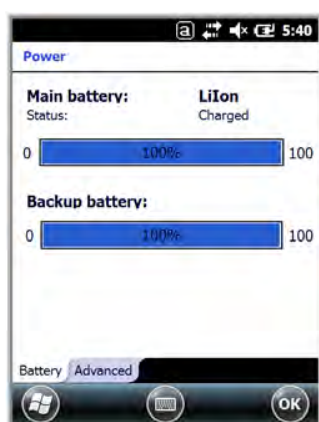 a 5:40
Power
Main battery: LiIon
Status: Charged
0 100% 100
Backup battery:
0 100% 100
Battery Advanced
OK